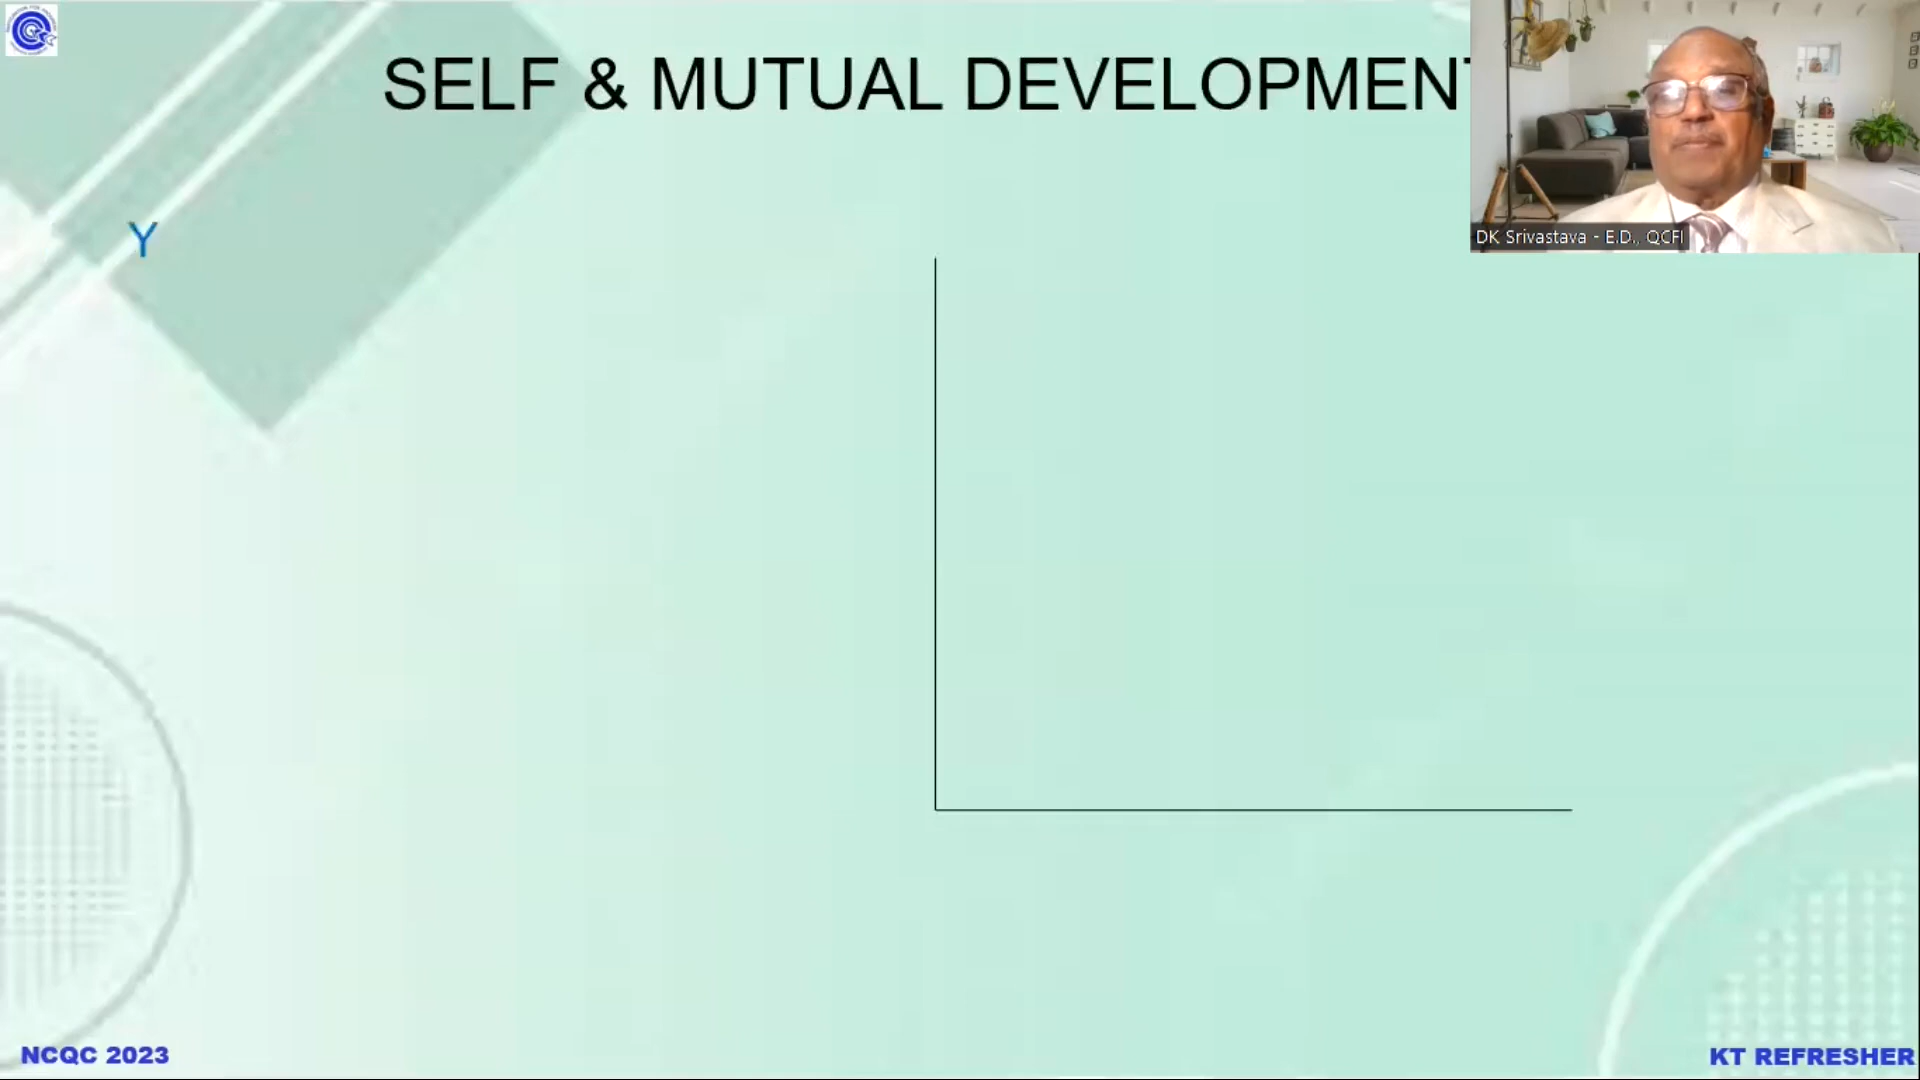 SELF & MUTUAL DEVELOPMENT
DK Srivastava - E.D., QCFI
Y
NCQC 2023
KT REFRESHER